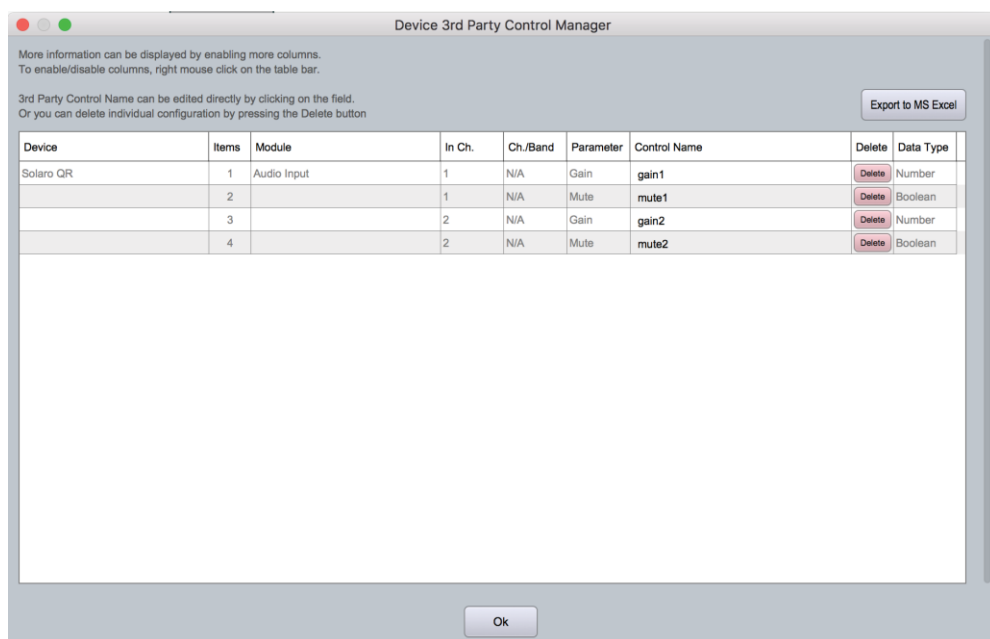 Device 3rd Party Control Manager
More information can be displayed by enabling more columns.
To enable/disable columns, right mouse click on the table bar.
3rd Party Control Name can be edited directly by clicking on the field.
Or you can delete individual configuration by pressing the Delete button
Export to MS Excel
Device Items Module In Ch. Ch./Band Parameter Control Name Delete Data Type
Solaro QR 1 Audio Input 1 N/A Gain gain1 Delete Number
2 1 N/A Mute mute1 Delete Boolean
3 2 N/A Gain gain2 Delete Number
4 2 N/A Mute mute2 Delete Boolean
Ok